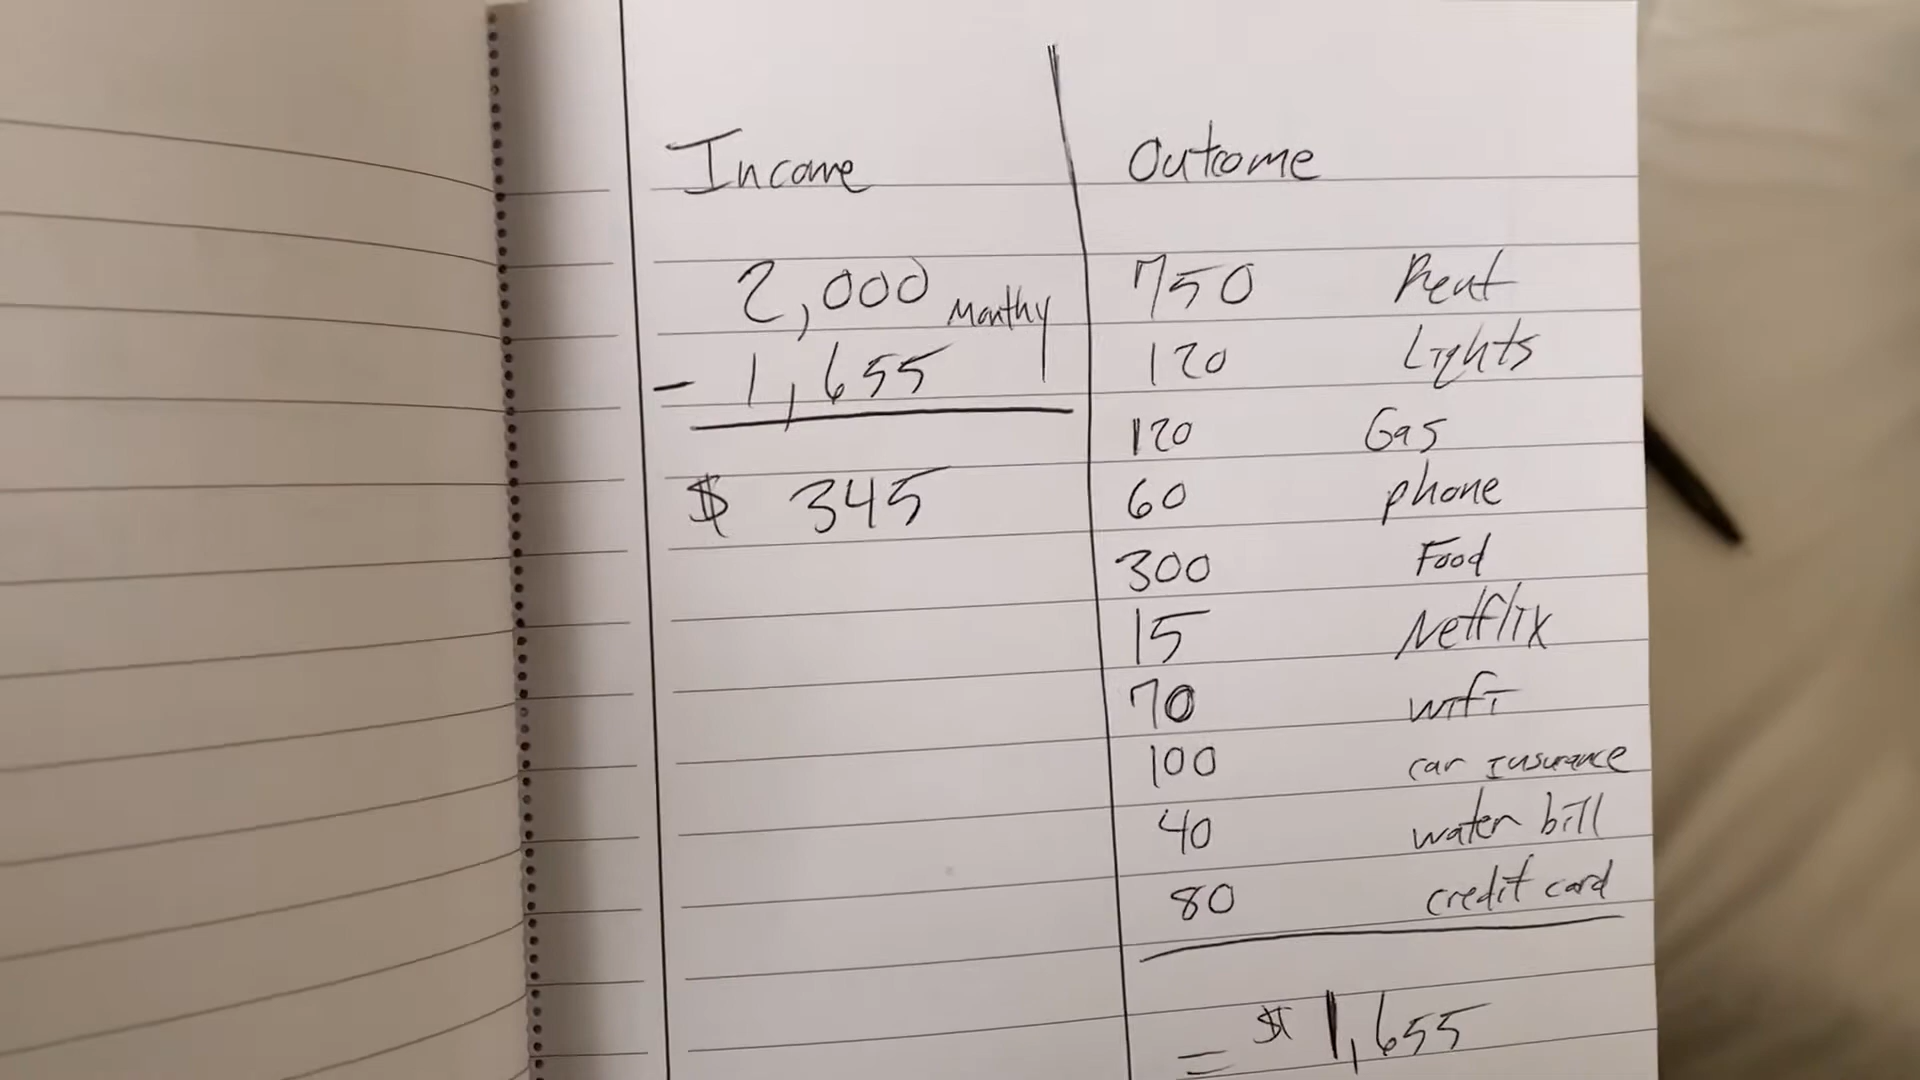 Income
2,000 Monthy
- 1,655
$ 345
Outcome
750 Rent
120 Lights
120 Gas
60 phone
300 Food
15 Netflix
70 wifi
100 car insurance
40 water bill
80 credit card
= $ 1,655